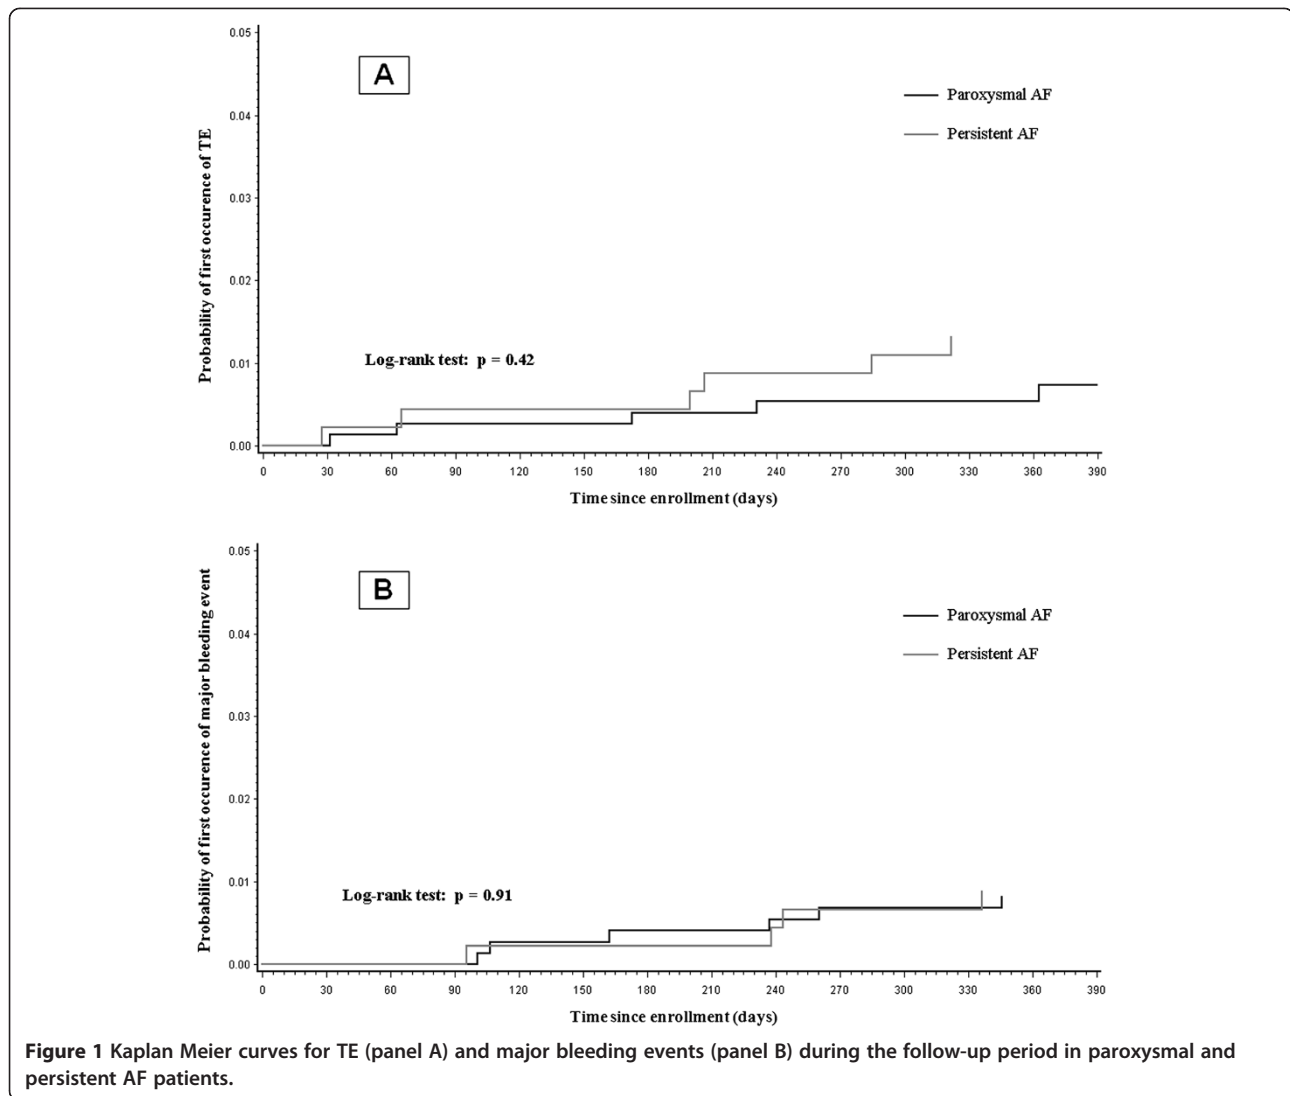 0.05
A
Paroxysmal AF
0.04
Persistent AF
Probability of first occurence of TE
0.03
0.02
0.01
Log-rank test: p = 0.42
0.00
0 30 60 90 120 150 180 210 240 270 300 330 360 390
Time since enrollment (days)
0.05
B
Paroxysmal AF
0.04
Persistent AF
Probability of first occurence of major bleeding event
0.03
0.02
0.01
Log-rank test: p = 0.91
0.00
0 30 60 90 120 150 180 210 240 270 300 330 360 390
Time since enrollment (days)
Figure 1 Kaplan Meier curves for TE (panel A) and major bleeding events (panel B) during the follow-up period in paroxysmal and
persistent AF patients.